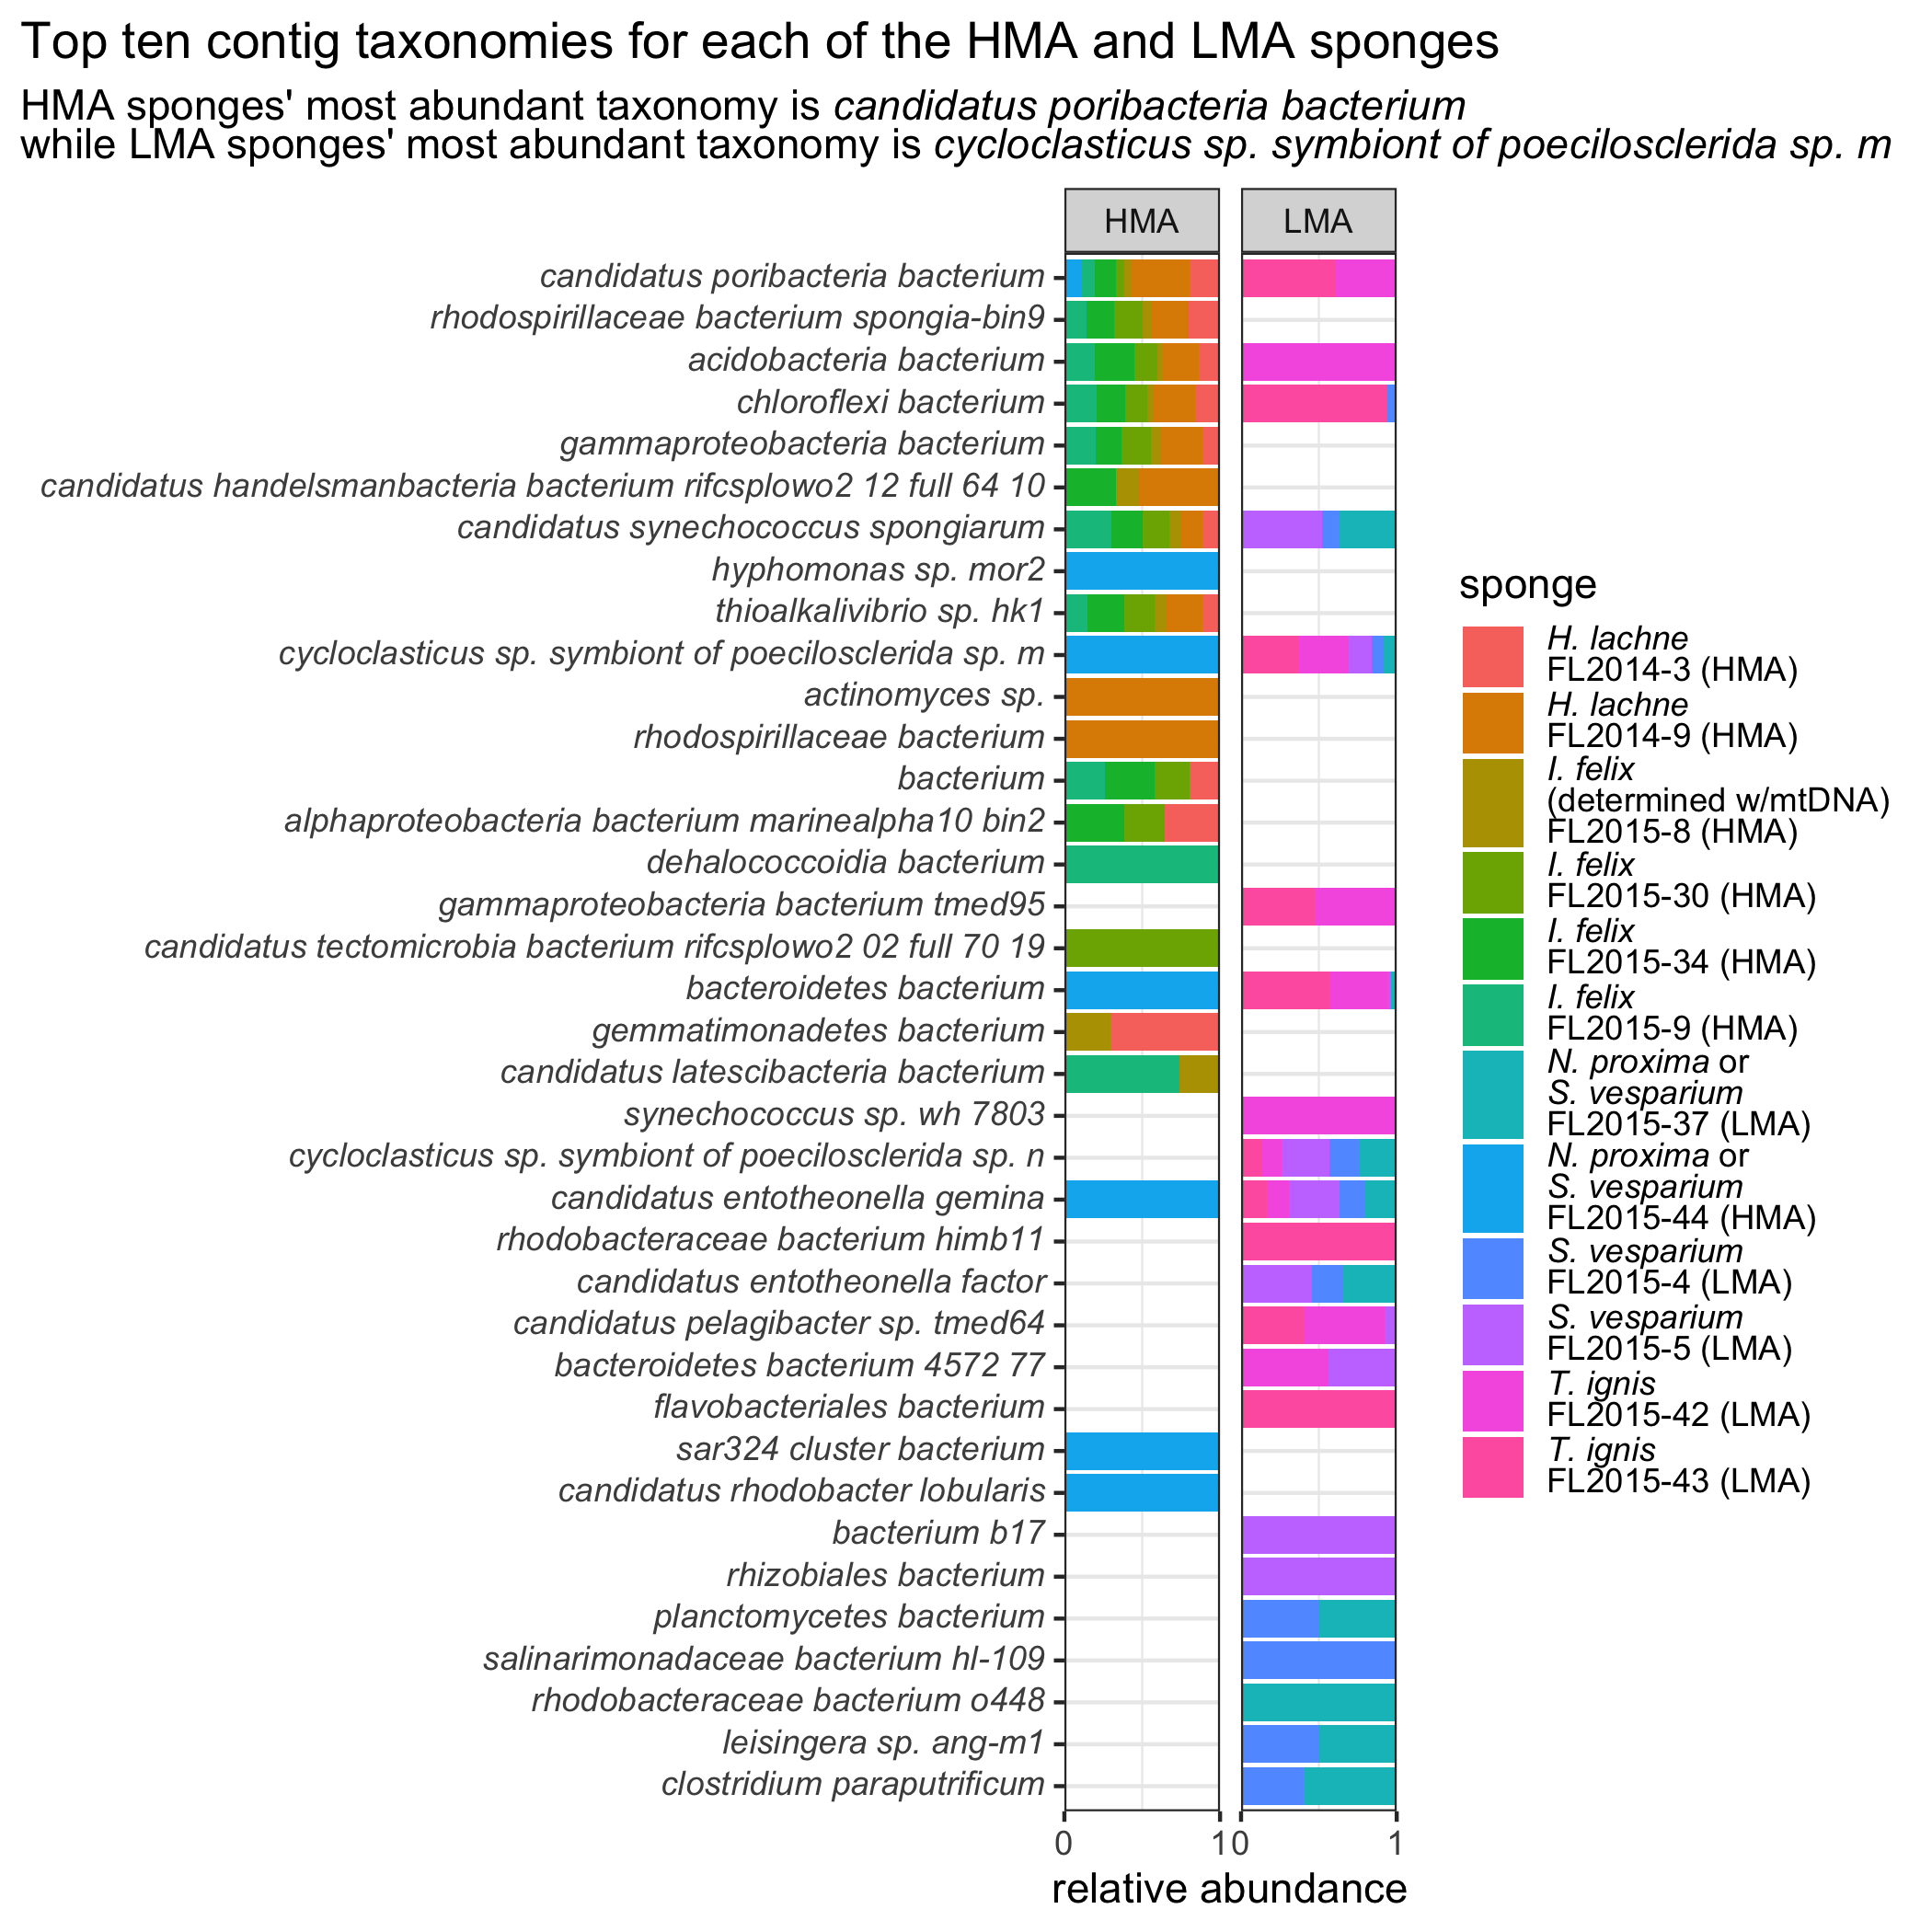 Top ten contig taxonomies for each of the HMA and LMA sponges
HMA sponges' most abundant taxonomy is candidatus poribacteria bacterium
while LMA sponges' most abundant taxonomy is cycloclasticus sp. symbiont of poecilosclerida sp. m
HMA
LMA
candidatus poribacteria bacterium
rhodospirillaceae bacterium spongia-bin9
acidobacteria bacterium
chloroflexi bacterium
gammaproteobacteria bacterium
candidatus handelsmanbacteria bacterium rifcsplowo2 12 full 64 10
candidatus synechococcus spongiarum
hyphomonas sp. mor2
thioalkalivibrio sp. hk1
cycloclasticus sp. symbiont of poecilosclerida sp. m
actinomyces sp.
rhodospirillaceae bacterium
bacterium
alphaproteobacteria bacterium marinealpha10 bin2
dehalococcoidia bacterium
gammaproteobacteria bacterium tmed95
candidatus tectomicrobia bacterium rifcsplowo2 02 full 70 19
bacteroidetes bacterium
gemmatimonadetes bacterium
candidatus latescibacteria bacterium
synechococcus sp. wh 7803
cycloclasticus sp. symbiont of poecilosclerida sp. n
candidatus entotheonella gemina
rhodobacteraceae bacterium himb11
candidatus entotheonella factor
candidatus pelagibacter sp. tmed64
bacteroidetes bacterium 4572 77
flavobacteriales bacterium
sar324 cluster bacterium
candidatus rhodobacter lobularis
bacterium b17
rhizobiales bacterium
planctomycetes bacterium
salinarimonadaceae bacterium hl-109
rhodobacteraceae bacterium o448
leisingera sp. ang-m1
clostridium paraputrificum
0
1
0
1
relative abundance
sponge
H. lachne
FL2014-3 (HMA)
H. lachne
FL2014-9 (HMA)
I. felix
(determined w/mtDNA)
FL2015-8 (HMA)
I. felix
FL2015-30 (HMA)
I. felix
FL2015-34 (HMA)
I. felix
FL2015-9 (HMA)
N. proxima or
S. vesparium
FL2015-37 (LMA)
N. proxima or
S. vesparium
FL2015-44 (HMA)
S. vesparium
FL2015-4 (LMA)
S. vesparium
FL2015-5 (LMA)
T. ignis
FL2015-42 (LMA)
T. ignis
FL2015-43 (LMA)